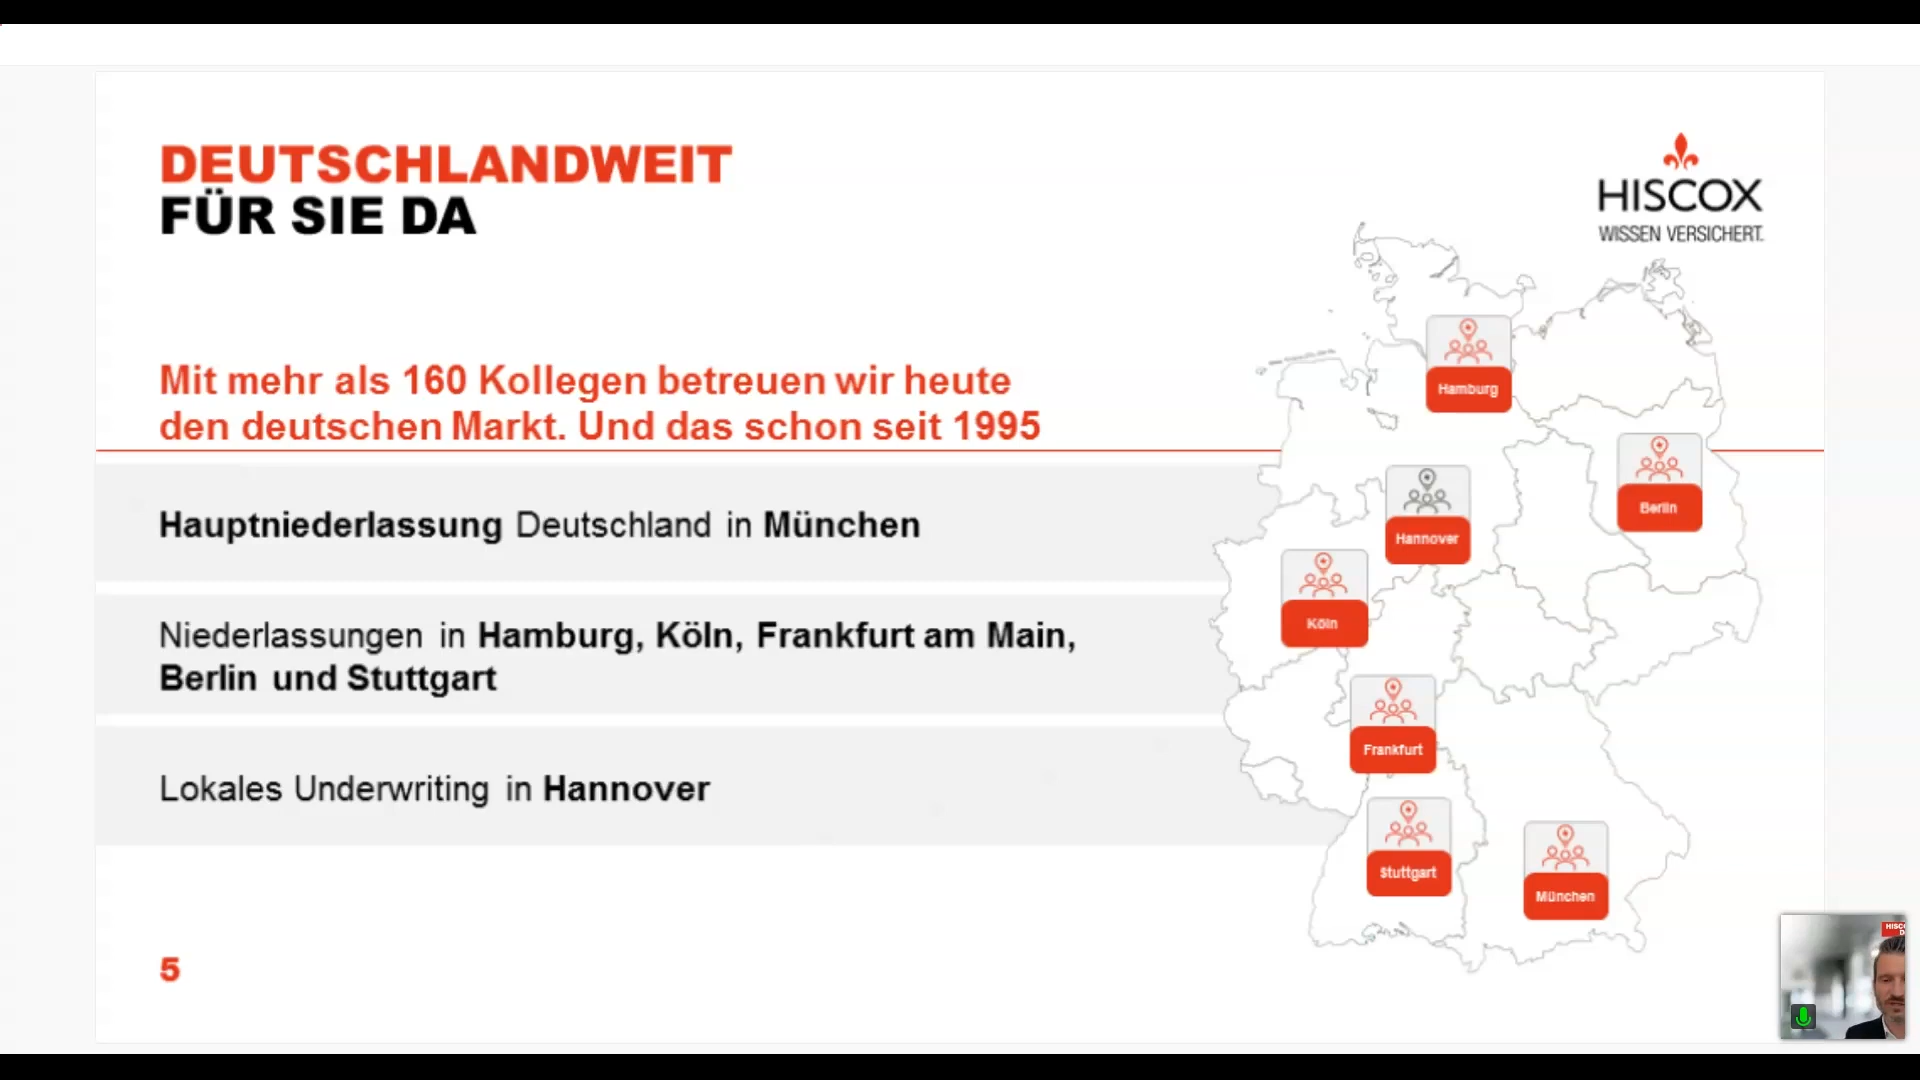 DEUTSCHLANDWEIT
FÜR SIE DA
HISCOX
WISSEN VERSICHERT.
Mit mehr als 160 Kollegen betreuen wir heute
den deutschen Markt. Und das schon seit 1995
Hauptniederlassung Deutschland in München
Niederlassungen in Hamburg, Köln, Frankfurt am Main,
Berlin und Stuttgart
Lokales Underwriting in Hannover
Hamburg
Berlin
Hannover
Köln
Frankfurt
Stuttgart
München
5